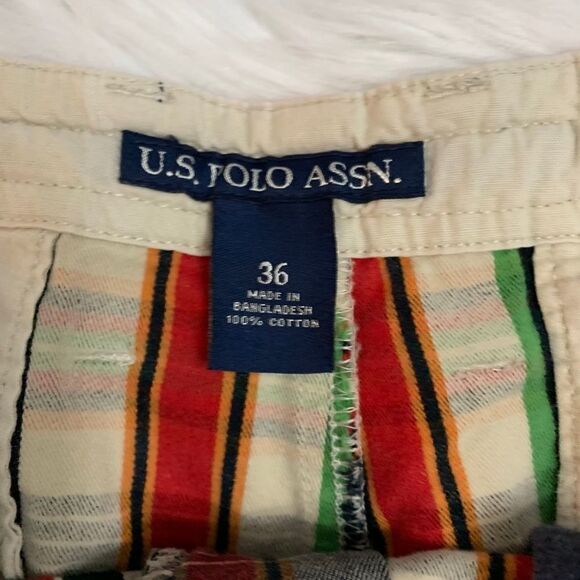 U.S. POLO ASSN.
36
MADE IN
BANGLADESH
100% COTTON